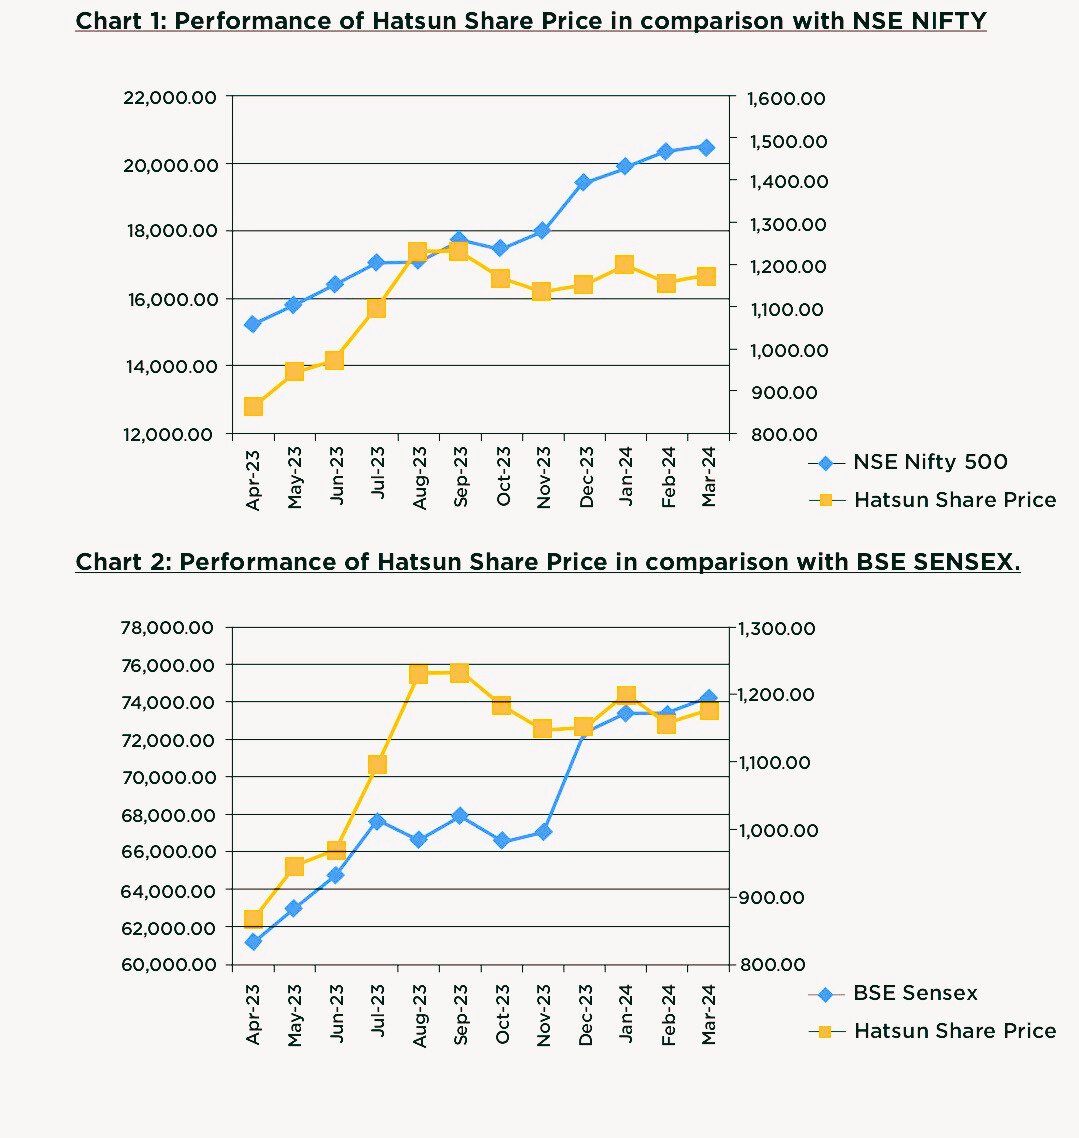 Chart 1: Performance of Hatsun Share Price in comparison with NSE NIFTY
22,000.00
20,000.00
18,000.00
16,000.00
14,000.00
12,000.00
1,600.00
1,500.00
1,400.00
1,300.00
1,200.00
1,100.00
1,000.00
900.00
800.00
Apr-23
May-23
Jun-23
Jul-23
Aug-23
Sep-23
Oct-23
Nov-23
Dec-23
Jan-24
Feb-24
Mar-24
NSE Nifty 500
Hatsun Share Price
Chart 2: Performance of Hatsun Share Price in comparison with BSE SENSEX.
78,000.00
76,000.00
74,000.00
72,000.00
70,000.00
68,000.00
66,000.00
64,000.00
62,000.00
60,000.00
1,300.00
1,200.00
1,100.00
1,000.00
900.00
800.00
Apr-23
May-23
Jun-23
Jul-23
Aug-23
Sep-23
Oct-23
Nov-23
Dec-23
Jan-24
Feb-24
Mar-24
BSE Sensex
Hatsun Share Price